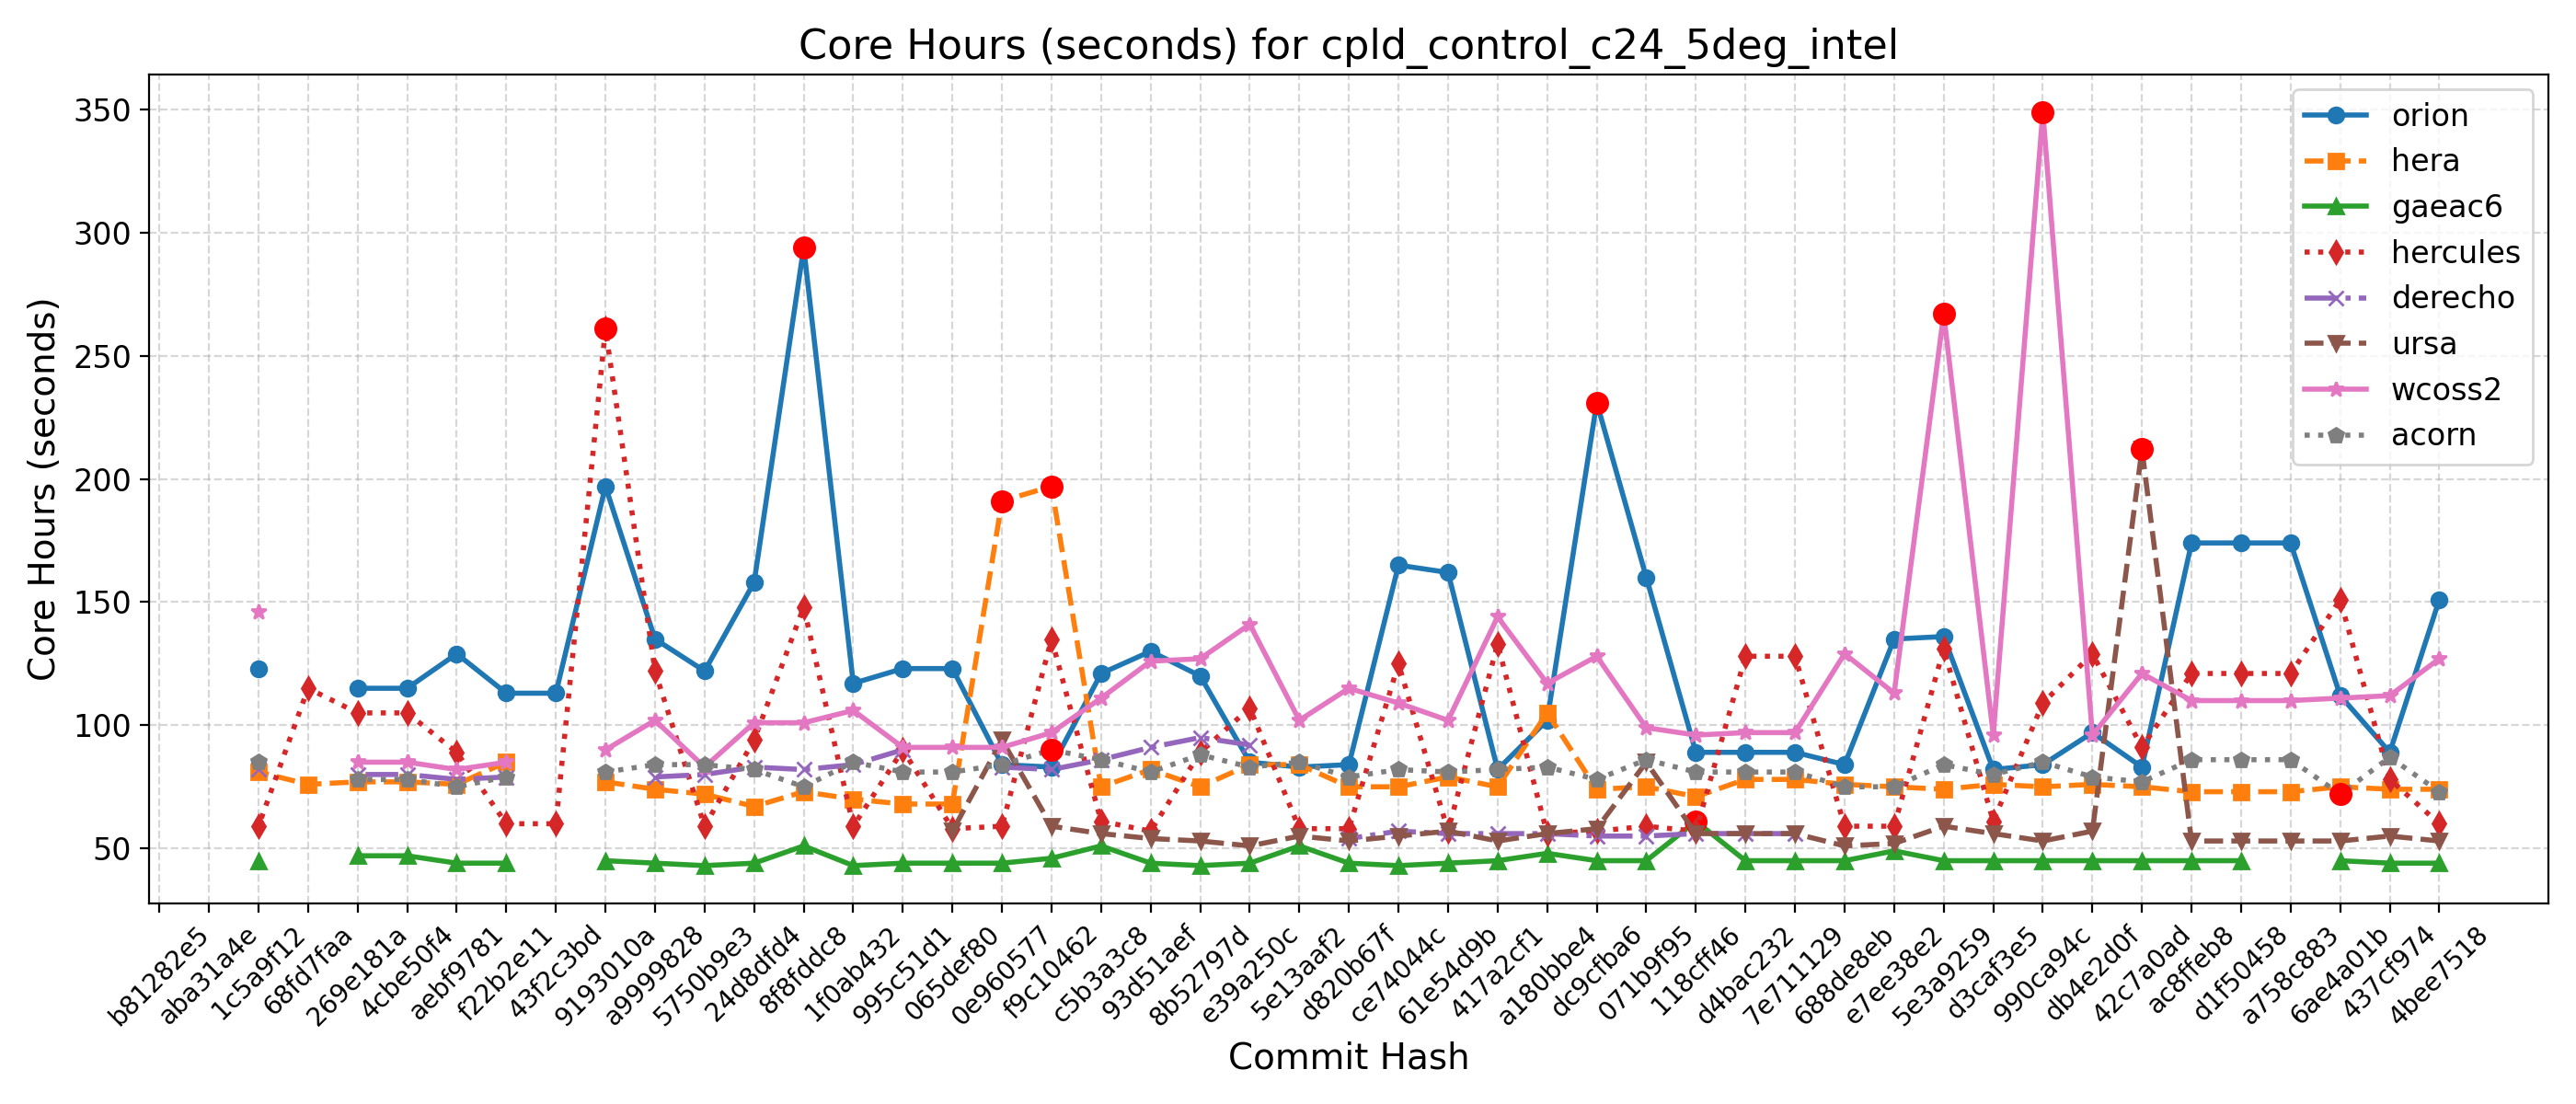 Core Hours (seconds) for cpld_control_c24_5deg_intel
Core Hours (seconds)
350
300
250
200
150
100
50
orion
hera
gaeac6
hercules
derecho
ursa
wcoss2
acorn
b81282e5
aba31a4e
1c5a9f12
68fd7faa
269e181a
4cbe50f4
aebf9781
f22b2e11
43f2c3bd
9193010a
a9999828
5750b9e3
24d8dfd4
8f8fddc8
1f0ab432
995c51d1
065def80
0e960577
f9c10462
c5b3a3c8
93d51aef
8b52797d
e39a250c
5e13aaf2
d820b67f
ce74044c
61e54d9b
417a2cf1
a180bbe4
dc9cfba6
071b9f95
118cff46
d4bac232
7e711129
688de8eb
e7ee38e2
5e3a9259
d3caf3e5
990ca94c
db4e2d0f
42c7a0ad
ac8ffeb8
d1f50458
a758c883
6ae4a01b
437cf974
4bee7518
Commit Hash